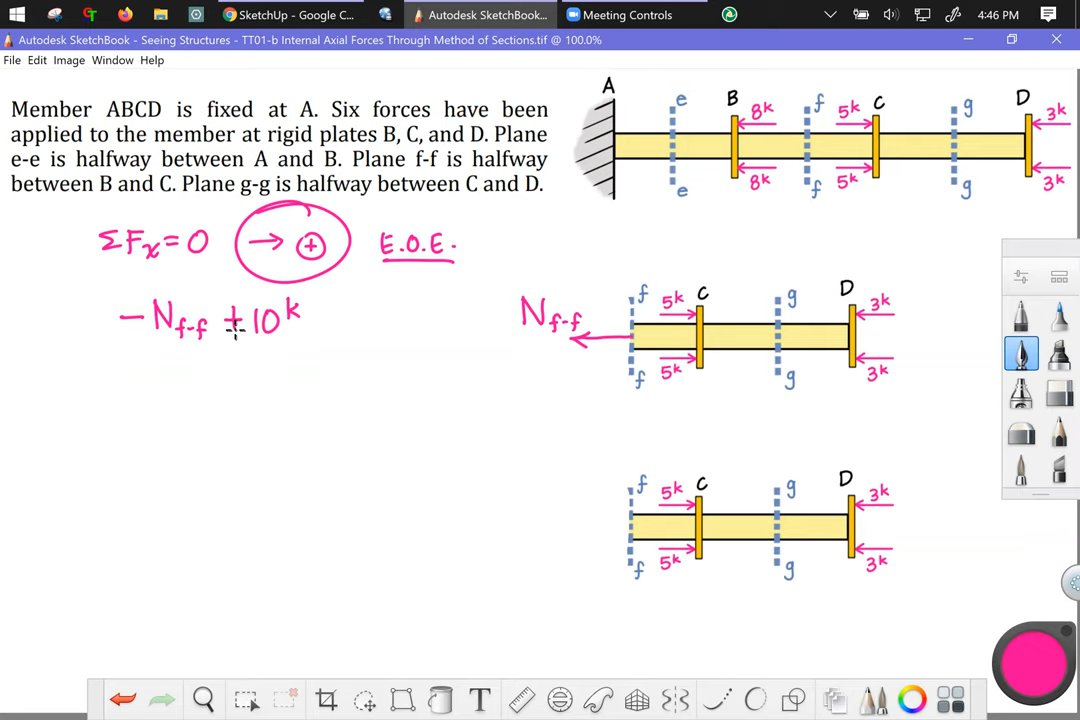 SketchUp - Google C...
Autodesk SketchBook...
Meeting Controls
4:46 PM
Autodesk SketchBook - Seeing Structures - TT01-b Internal Axial Forces Through Method of Sections.tif @ 100.0%
File Edit Image Window Help
Member ABCD is fixed at A. Six forces have been
applied to the member at rigid plates B, C, and D. Plane
e-e is halfway between A and B. Plane f-f is halfway
between B and C. Plane g-g is halfway between C and D.
A e B 8k f 5k C g D 3k
e 8k f 5k g 3k
ΣFx=0 → + E.O.E.
-Nf-f +10k
Nf-f f 5k C g D 3k
f 5k g 3k
f 5k C g D 3k
f 5k g 3k
T